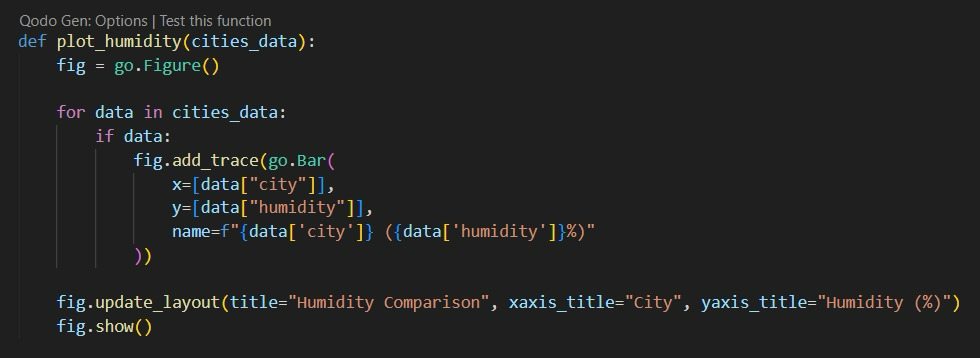 Qodo Gen: Options | Test this function
def plot_humidity(cities_data):
    fig = go.Figure()
    for data in cities_data:
        if data:
            fig.add_trace(go.Bar(
                x=[data["city"]],
                y=[data["humidity"]],
                name=f"{data['city']} ({data['humidity']}%)"
            ))
    fig.update_layout(title="Humidity Comparison", xaxis_title="City", yaxis_title="Humidity (%)")
    fig.show()